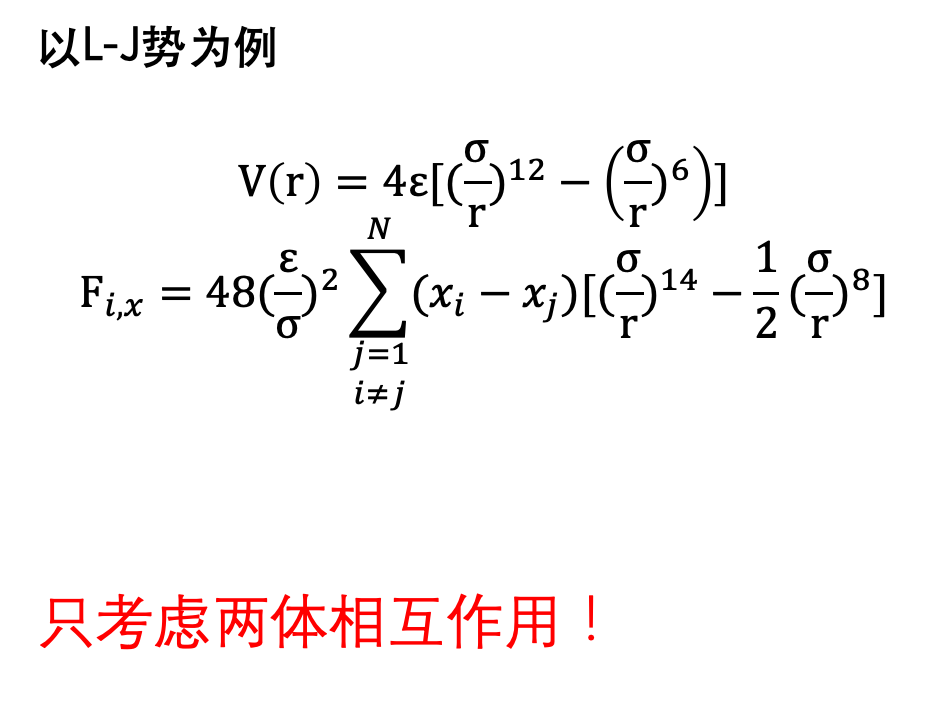 以L-J势为例
V(r) = 4ε[(σ/r)^12 − (σ/r)^6)]
F_{i,x} = 48(ε/σ)^2 ∑_{j=1, i≠j}^{N} (x_i − x_j)[(σ/r)^14 − 1/2 (σ/r)^8]
只考虑两体相互作用！